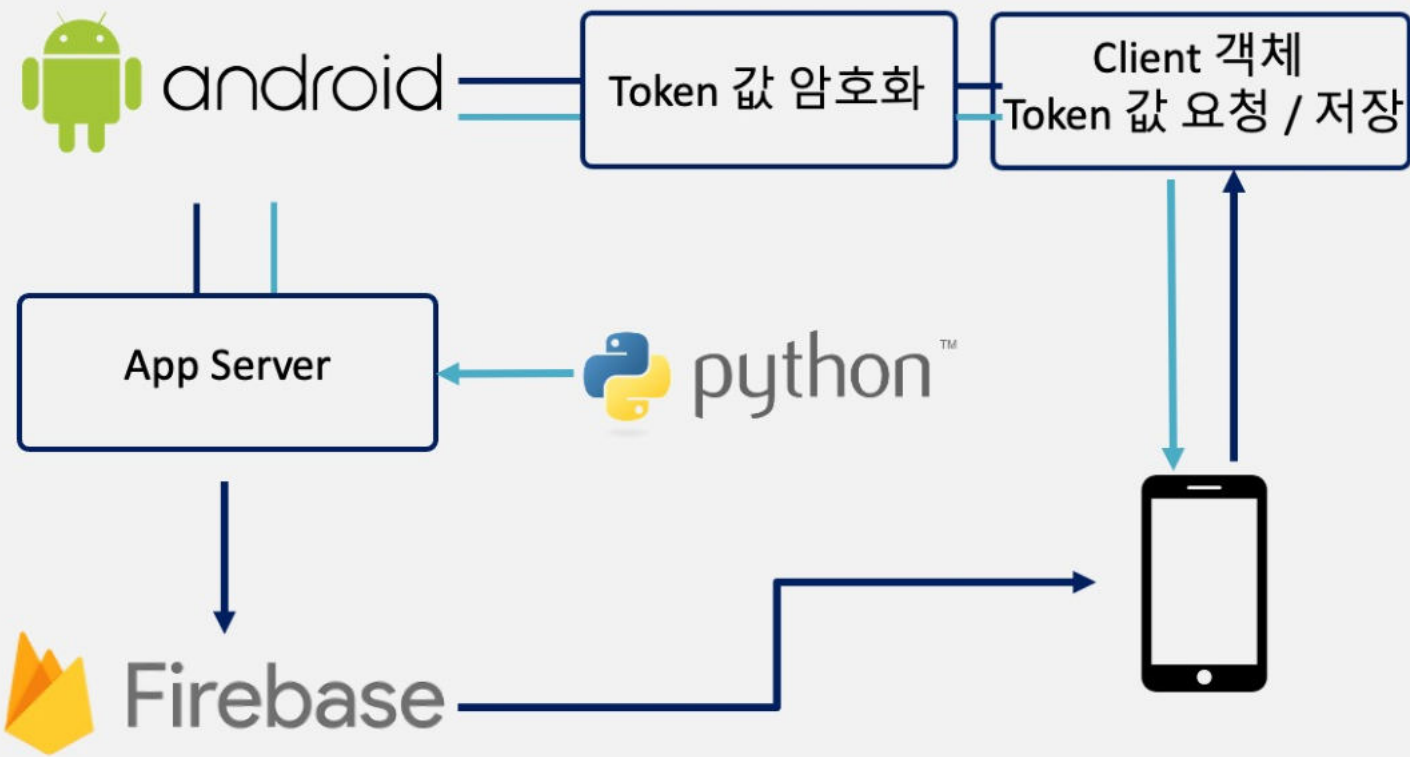 android
Token 값 암호화
Client 객체
Token 값 요청 / 저장
App Server
python™
Firebase